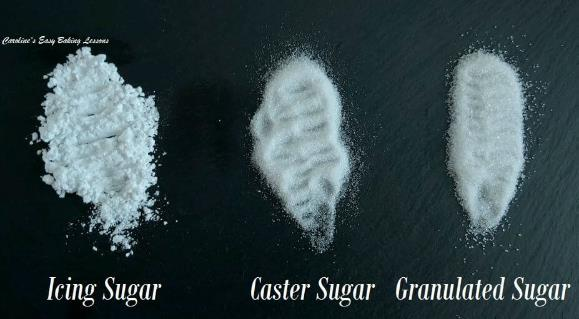 Caroline's Easy Baking Lessons
Icing Sugar
Caster Sugar
Granulated Sugar